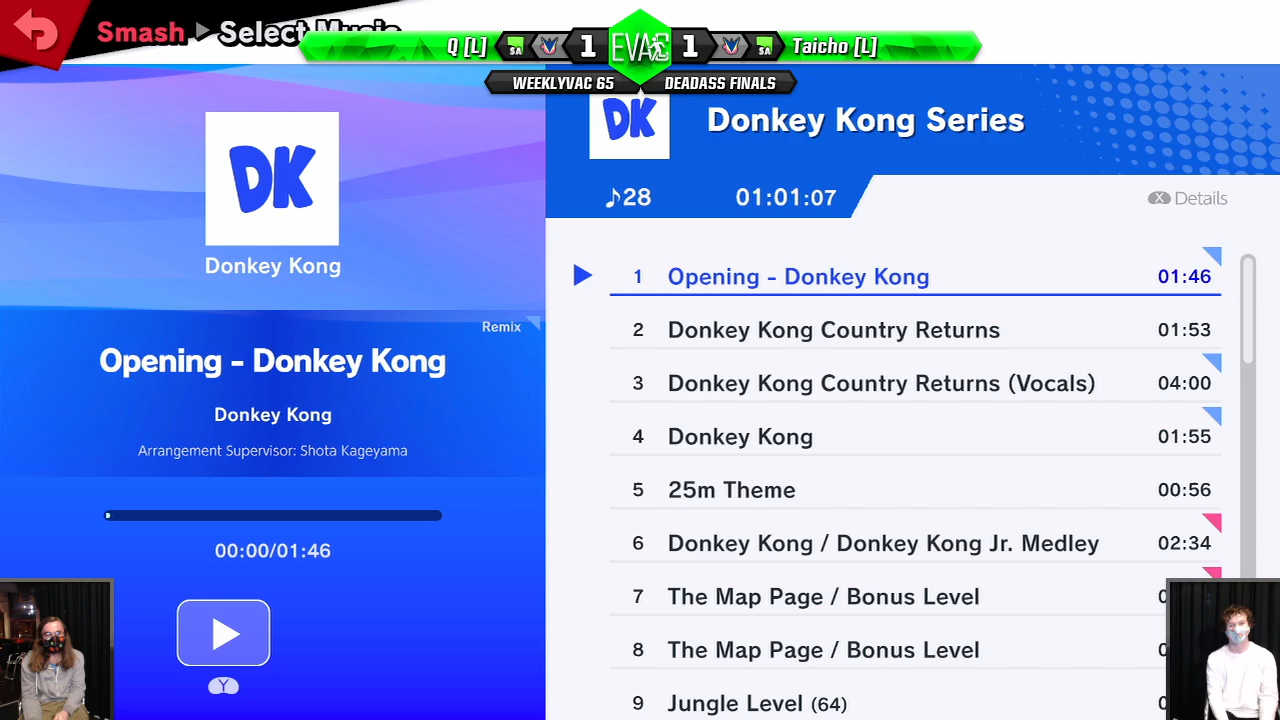 Smash ▶ Select Music
Q [L] SA 1 EVAC 1 SA Taicho [L]
WEEKLYVAC 65 DEADASS FINALS
DK
Donkey Kong
Remix
Opening - Donkey Kong
Donkey Kong
Arrangement Supervisor: Shota Kageyama
00:00/01:46
Y
DK
Donkey Kong Series
♪28 01:01:07
X Details
1 Opening - Donkey Kong 01:46
2 Donkey Kong Country Returns 01:53
3 Donkey Kong Country Returns (Vocals) 04:00
4 Donkey Kong 01:55
5 25m Theme 00:56
6 Donkey Kong / Donkey Kong Jr. Medley 02:34
7 The Map Page / Bonus Level
8 The Map Page / Bonus Level
9 Jungle Level (64)